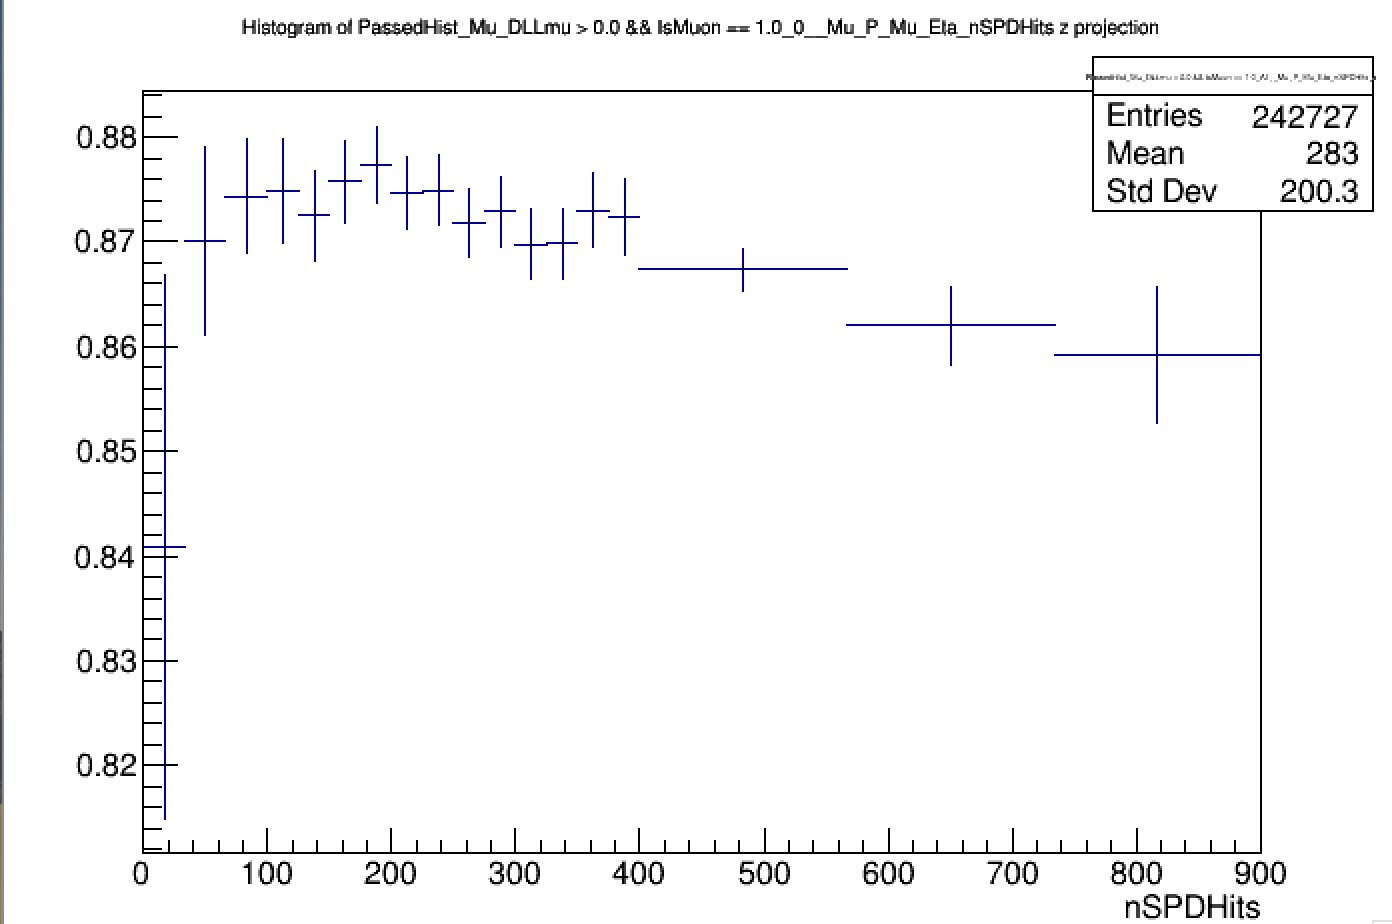 Histogram of PassedHist_Mu_DLLmu > 0.0 && IsMuon == 1.0_0__Mu_P_Mu_Eta_nSPDHits z projection
Entries 242727
Mean 283
Std Dev 200.3
0.88
0.87
0.86
0.85
0.84
0.83
0.82
0 100 200 300 400 500 600 700 800 900
nSPDHits